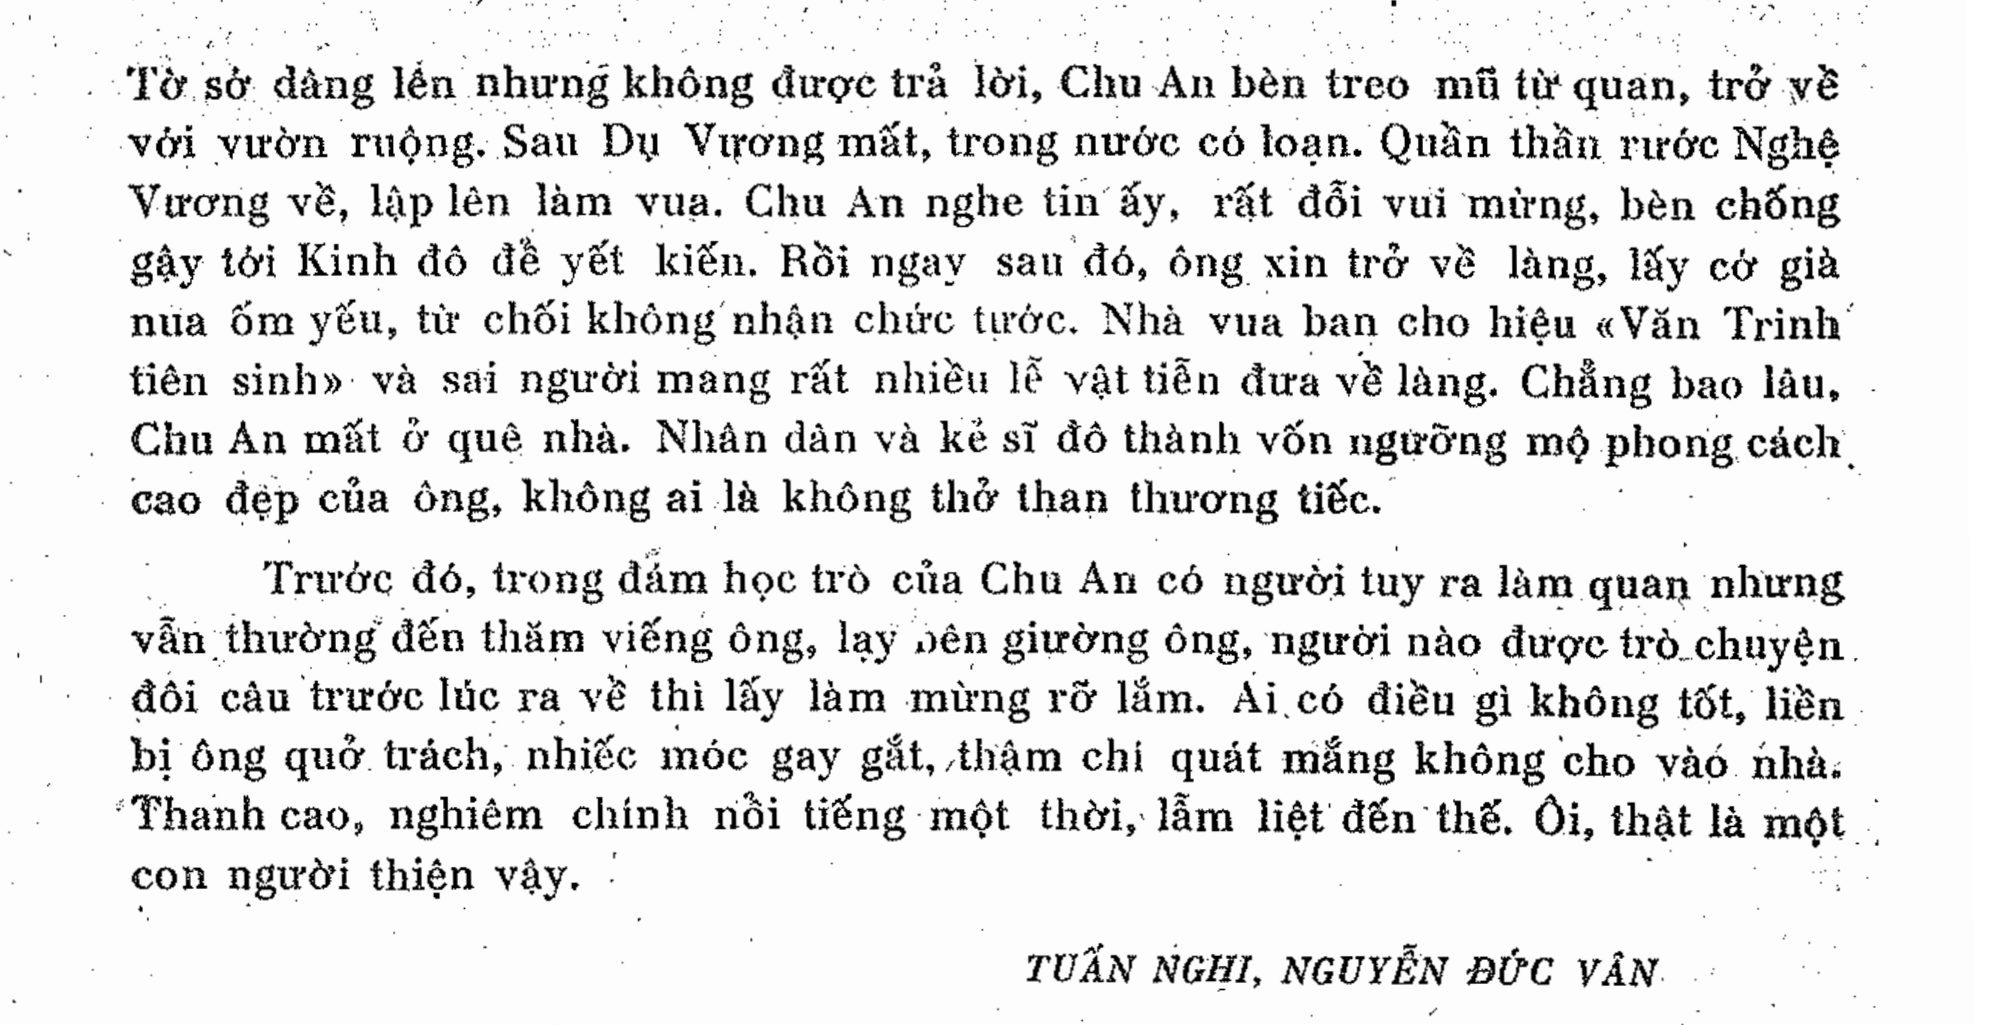 Tờ sớ dâng lên nhưng không được trả lời, Chu An bèn treo mũ từ quan, trở về
với vườn ruộng. Sau Dụ Vương mất, trong nước có loạn. Quần thần rước Nghệ
Vương về, lập lên làm vua. Chu An nghe tin ấy, rất đỗi vui mừng, bèn chống
gậy tới Kinh đô để yết kiến. Rồi ngay sau đó, ông xin trở về làng, lấy cớ già
nua ốm yếu, từ chối không nhận chức tước. Nhà vua ban cho hiệu «Văn Trinh
tiên sinh» và sai người mang rất nhiều lễ vật tiễn đưa về làng. Chẳng bao lâu,
Chu An mất ở quê nhà. Nhân dân và kẻ sĩ đô thành vốn ngưỡng mộ phong cách
cao đẹp của ông, không ai là không thở than thương tiếc.
Trước đó, trong đám học trò của Chu An có người tuy ra làm quan nhưng
vẫn thường đến thăm viếng ông, lạy bên giường ông, người nào được trò chuyện
đôi câu trước lúc ra về thì lấy làm mừng rỡ lắm. Ai có điều gì không tốt, liền
bị ông quở trách, nhiếc móc gay gắt, thậm chí quát mắng không cho vào nhà.
Thanh cao, nghiêm chính nổi tiếng một thời, lẫm liệt đến thế. Ôi, thật là một
con người thiện vậy.
TUẤN NGHI, NGUYỄN ĐỨC VÂN